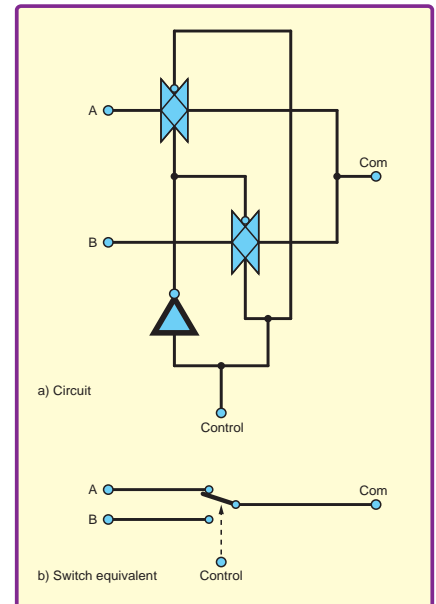 A
Com
B
a) Circuit
Control
A
Com
B
b) Switch equivalent
Control